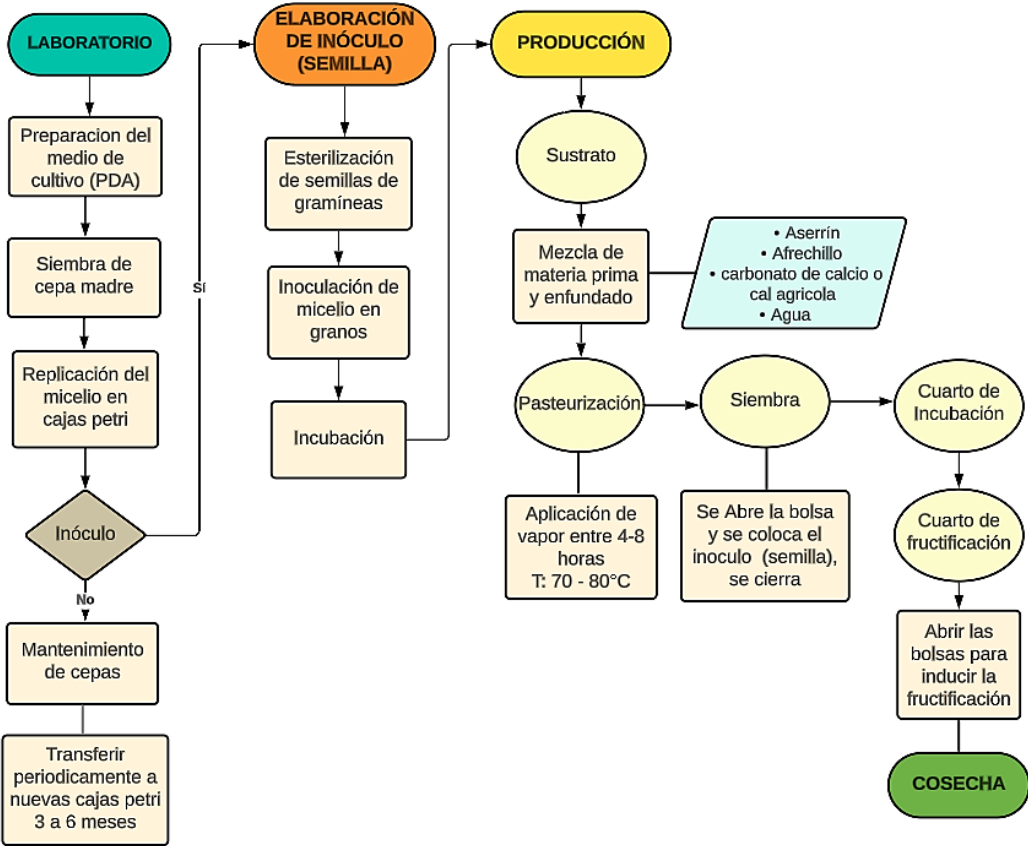 LABORATORIO
Preparacion del
medio de
cultivo (PDA)
Siembra de
cepa madre
Replicación del
micelio en
cajas petri
Inóculo
Sí
No
Mantenimiento
de cepas
Transferir
periodicamente a
nuevas cajas petri
3 a 6 meses
ELABORACIÓN
DE INÓCULO
(SEMILLA)
Esterilización
de semillas de
gramíneas
Inoculación de
micelio en
granos
Incubación
PRODUCCIÓN
Sustrato
Mezcla de
materia prima
y enfundado
• Aserrín
• Afrechillo
• carbonato de calcio o
cal agricola
• Agua
Pasteurización
Aplicación de
vapor entre 4-8
horas
T: 70 - 80°C
Siembra
Se Abre la bolsa
y se coloca el
inoculo (semilla),
se cierra
Cuarto de
Incubación
Cuarto de
fructificación
Abrir las
bolsas para
inducir la
fructificación
COSECHA